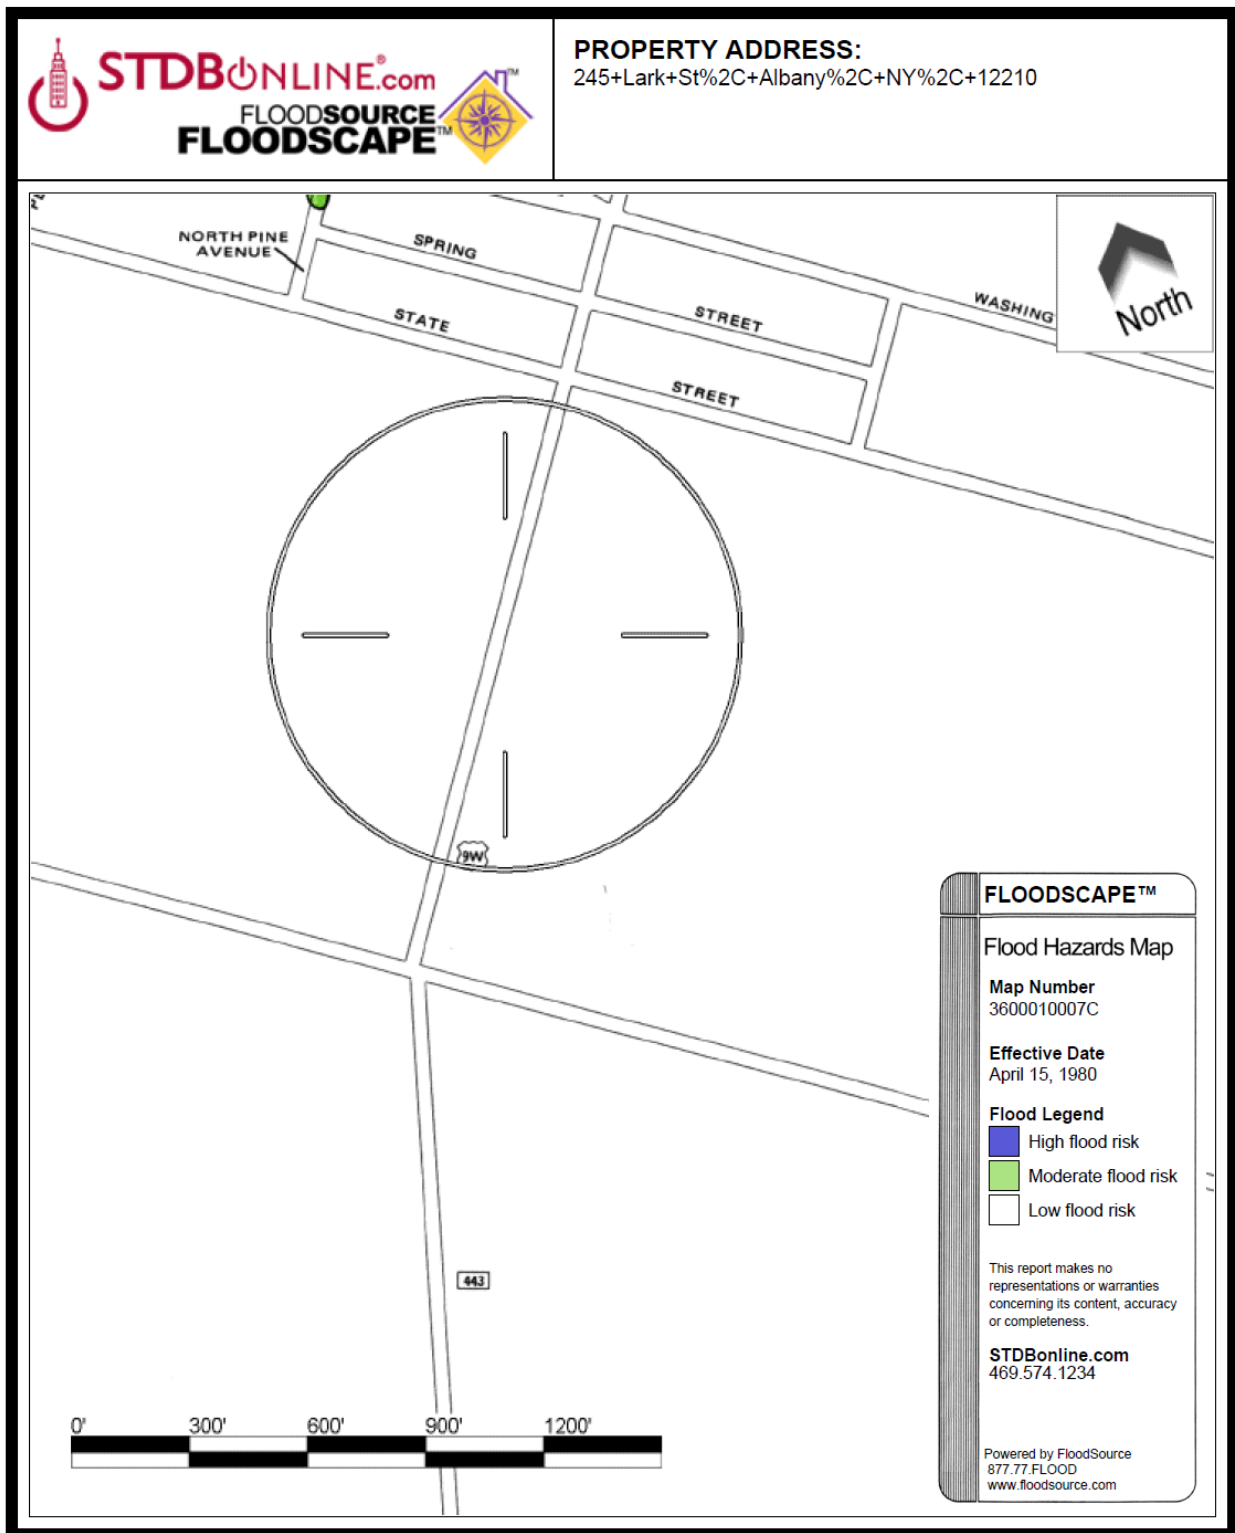 STDBONLINE®.com
FLOODSOURCE
FLOODSCAPE™
TM
PROPERTY ADDRESS:
245+Lark+St%2C+Albany%2C+NY%2C+12210
NORTH PINE
AVENUE
SPRING
STREET
STATE
STREET
WASHING
North
9W
443
0' 300' 600' 900' 1200'
FLOODSCAPE™
Flood Hazards Map
Map Number
3600010007C
Effective Date
April 15, 1980
Flood Legend
High flood risk
Moderate flood risk
Low flood risk
This report makes no
representations or warranties
concerning its content, accuracy
or completeness.
STDBonline.com
469.574.1234
Powered by FloodSource
877.77.FLOOD
www.floodsource.com